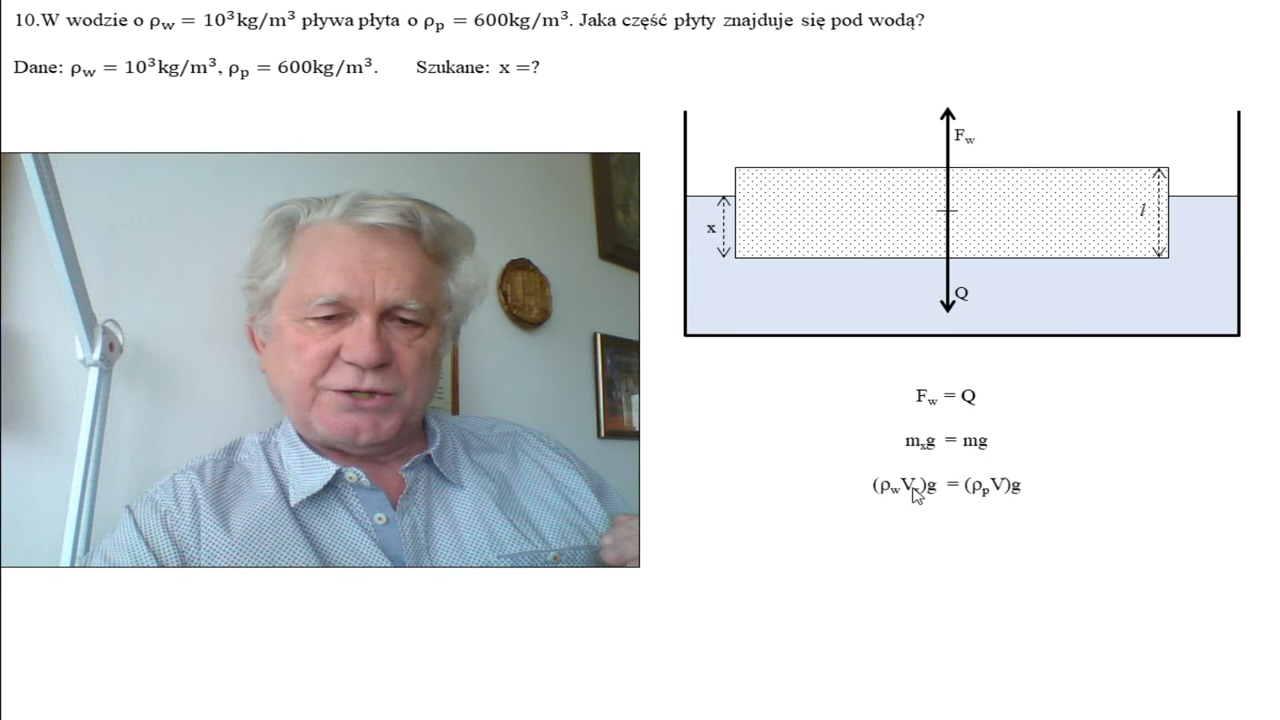 10.W wodzie o ρw = 10³kg/m³ pływa płyta o ρp = 600kg/m³. Jaka część płyty znajduje się pod wodą?
Dane: ρw = 10³kg/m³, ρp = 600kg/m³. Szukane: x =?
Fw
x
l
Q
Fw = Q
mxg = mg
(ρwVx)g = (ρpV)g